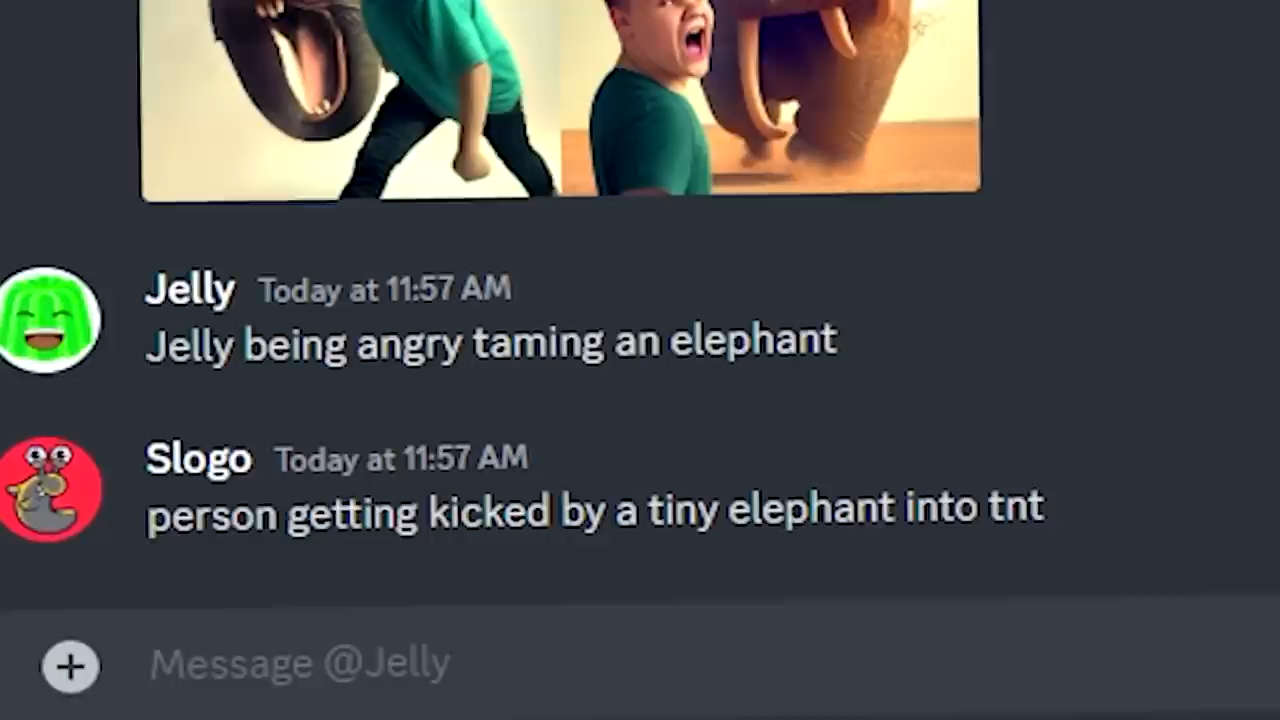 Jelly Today at 11:57 AM
Jelly being angry taming an elephant
Slogo Today at 11:57 AM
person getting kicked by a tiny elephant into tnt
Message @Jelly